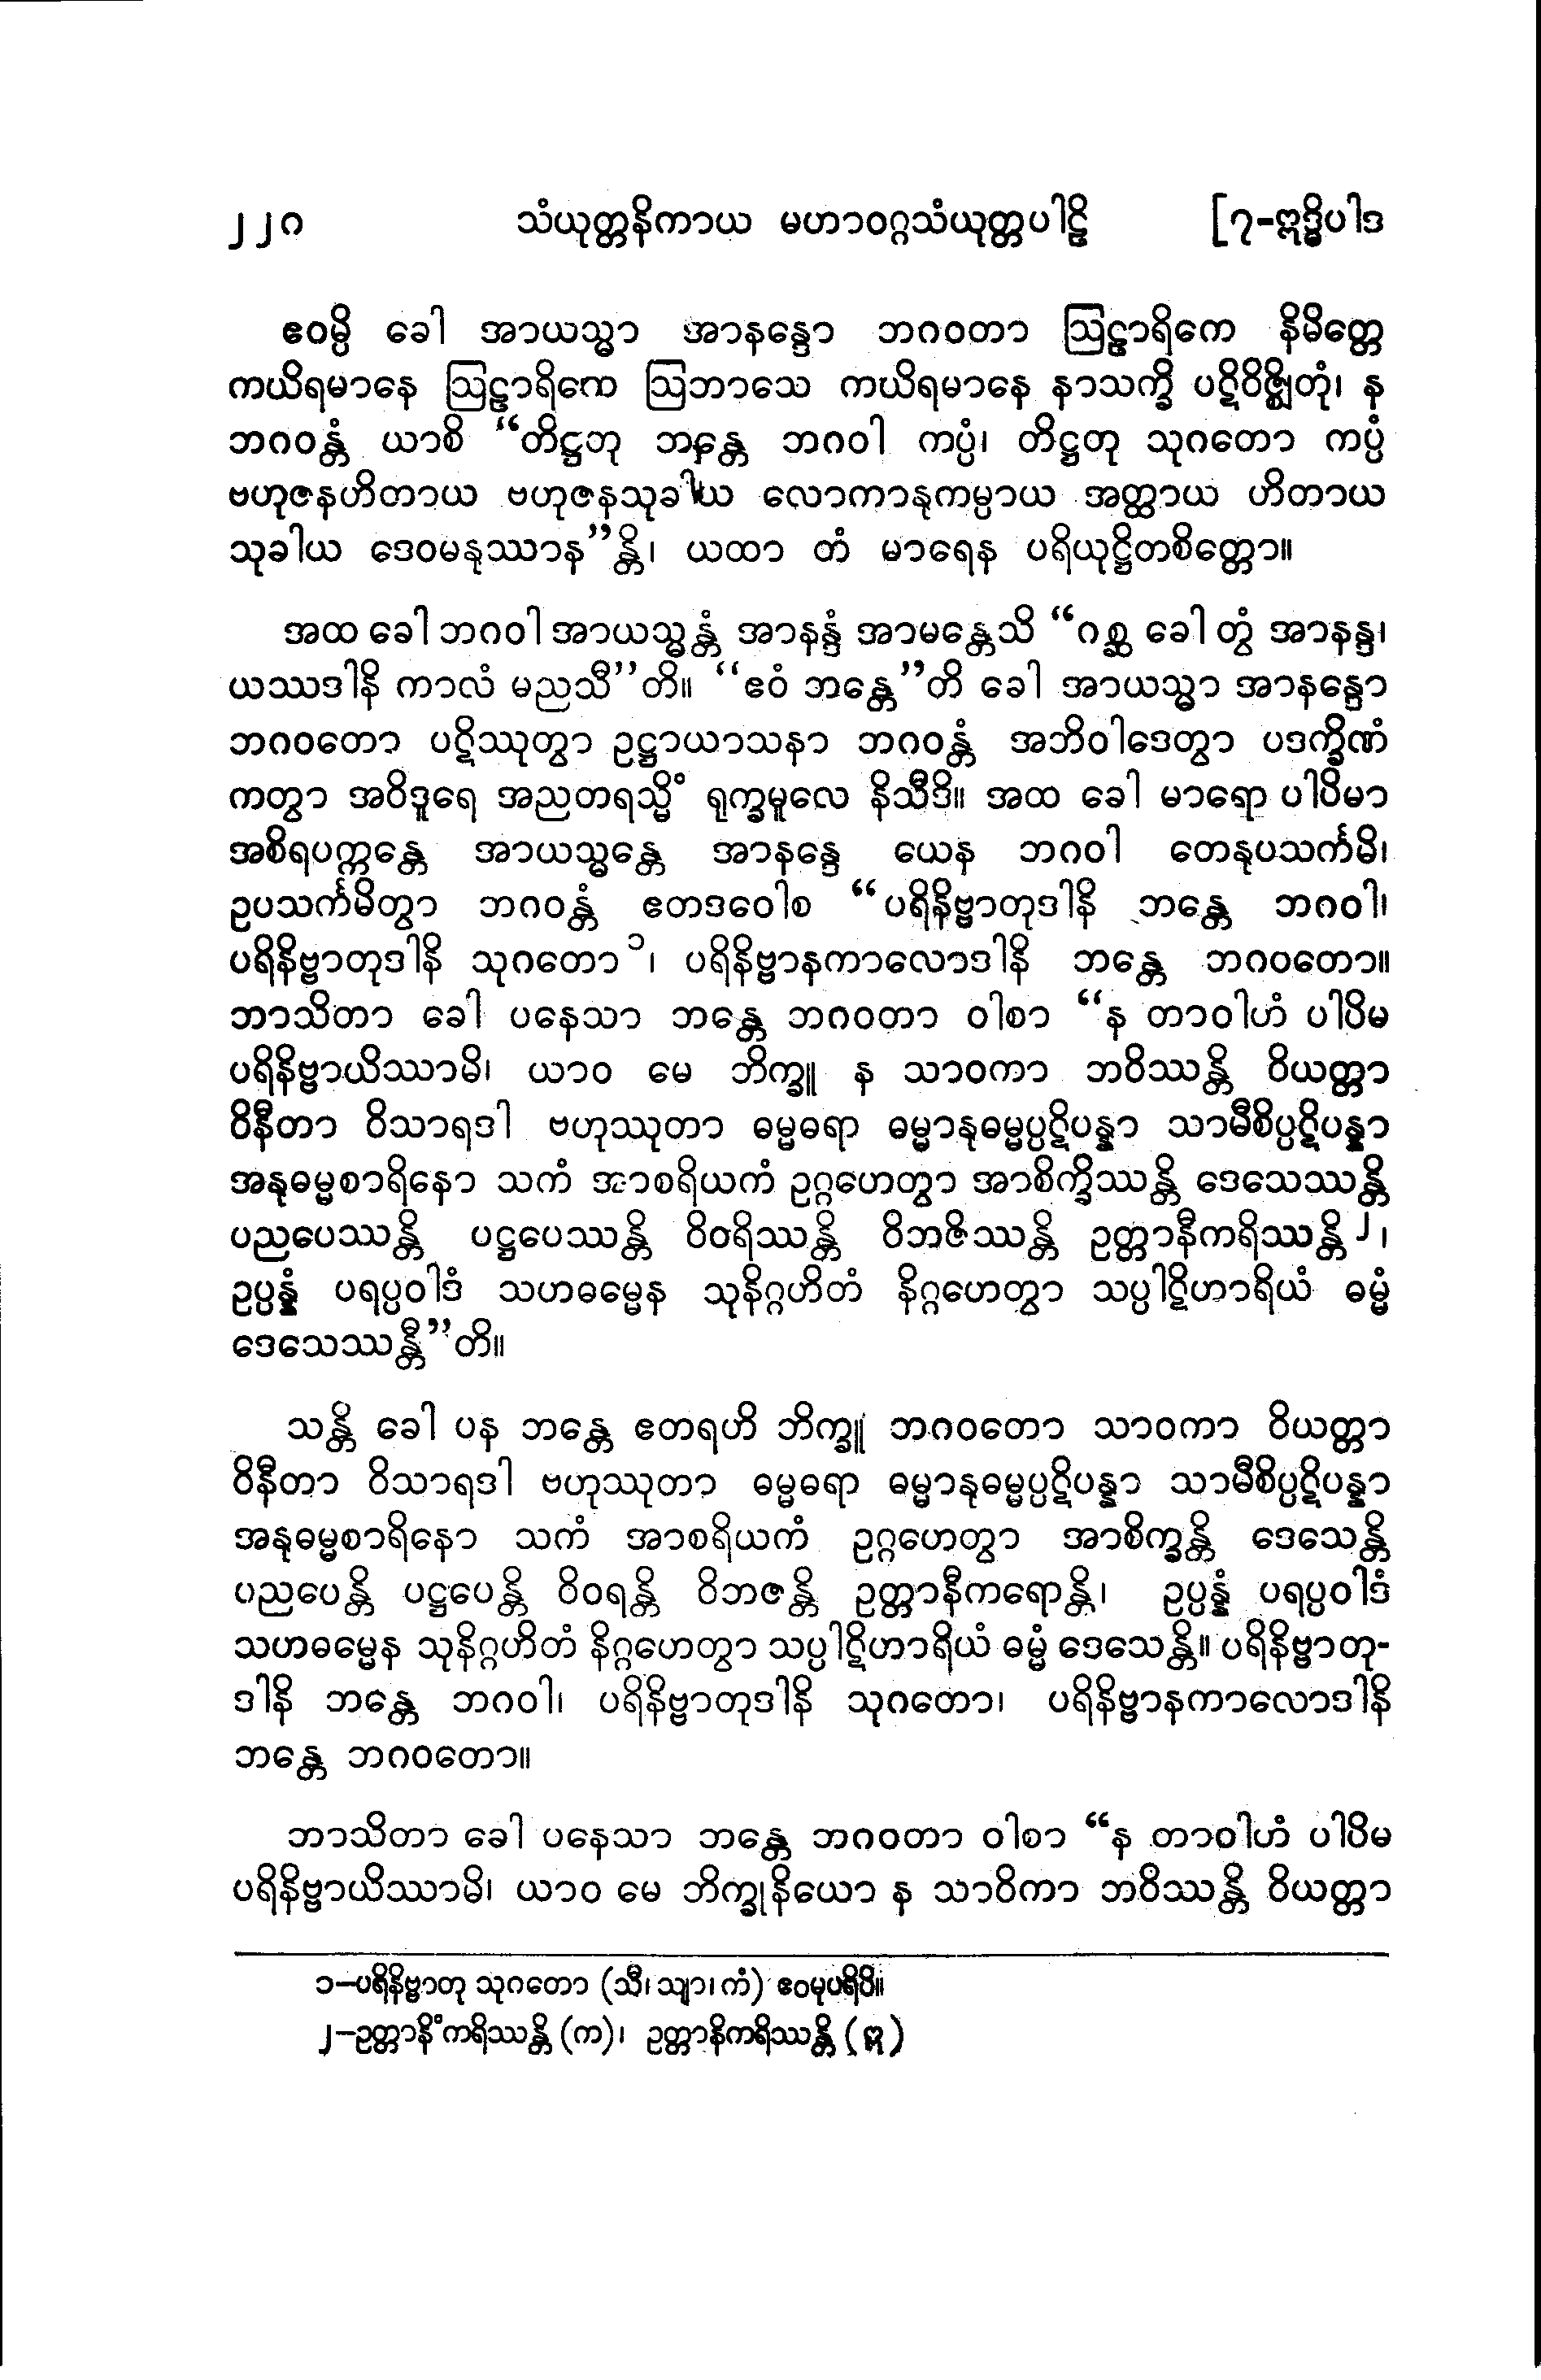 ၂၂၀ သံယုတ္တနိကာယ မဟာဝဂ္ဂသံယုတ္တပါဠိ [၇-ဣဒ္ဓိပါဒ
ဧဝမ္ပိ ခေါ အာယသ္မာ အာနန္ဒော ဘဂဝတာ ဩဠာရိကေ နိမိတ္တေ
ကယိရမာနေ ဩဠာရိကေ ဩဘာသေ ကယိရမာနေ နာသက္ခိ ပဋိဝိဇ္ဈိတုံ၊ န
ဘဂဝန္တံ ယာစိ “တိဋ္ဌတု ဘန္တေ ဘဂဝါ ကပ္ပံ၊ တိဋ္ဌတု သုဂတော ကပ္ပံ
ဗဟုဇနဟိတာယ ဗဟုဇနသုခါယ လောကာနုကမ္ပာယ အတ္ထာယ ဟိတာယ
သုခါယ ဒေဝမနုဿာန”န္တိ၊ ယထာ တံ မာရေန ပရိယုဋ္ဌိတစိတ္တော။
အထ ခေါ ဘဂဝါ အာယသ္မန္တံ အာနန္ဒံ အာမန္တေသိ “ဂစ္ဆ ခေါ တွံ အာနန္ဒ၊
ယဿဒါနိ ကာလံ မညသီ”တိ။ “ဧဝံ ဘန္တေ”တိ ခေါ အာယသ္မာ အာနန္ဒော
ဘဂဝတော ပဋိဿုတွာ ဥဋ္ဌာယာသနာ ဘဂဝန္တံ အဘိဝါဒေတွာ ပဒက္ခိဏံ
ကတွာ အဝိဒူရေ အညတရသ္မိံ ရုက္ခမူလေ နိသီဒိ။ အထ ခေါ မာရော ပါပိမာ
အစိရပက္ကန္တေ အာယသ္မန္တေ အာနန္ဒေ ယေန ဘဂဝါ တေနုပသင်္ကမိ၊
ဥပသင်္ကမိတွာ ဘဂဝန္တံ ဧတဒဝေါစ “ပရိနိဗ္ဗာတုဒါနိ ဘန္တေ ဘဂဝါ၊
ပရိနိဗ္ဗာတုဒါနိ သုဂတော ၁၊ ပရိနိဗ္ဗာနကာလောဒါနိ ဘန္တေ ဘဂဝတော။
ဘာသိတာ ခေါ ပနေသာ ဘန္တေ ဘဂဝတာ ဝါစာ “န တာဝါဟံ ပါပိမ
ပရိနိဗ္ဗာယိဿာမိ၊ ယာဝ မေ ဘိက္ခူ န သာဝကာ ဘဝိဿန္တိ ဝိယတ္တာ
ဝိနီတာ ဝိသာရဒါ ဗဟုဿုတာ ဓမ္မဓရာ ဓမ္မာနုဓမ္မပ္ပဋိပန္နာ သာမီစိပ္ပဋိပန္နာ
အနုဓမ္မစာရိနော သကံ အာစရိယကံ ဥဂ္ဂဟေတွာ အာစိက္ခိဿန္တိ ဒေသေဿန္တိ
ပညပေဿန္တိ ပဋ္ဌပေဿန္တိ ဝိဝရိဿန္တိ ဝိဘဇိဿန္တိ ဥတ္တာနီကရိဿန္တိ ၂၊
ဥပ္ပန္နံ ပရပ္ပဝါဒံ သဟဓမ္မေန သုနိဂ္ဂဟိတံ နိဂ္ဂဟေတွာ သပ္ပါဋိဟာရိယံ ဓမ္မံ
ဒေသေဿန္တီ”တိ။
သန္တိ ခေါ ပန ဘန္တေ ဧတရဟိ ဘိက္ခူ ဘဂဝတော သာဝကာ ဝိယတ္တာ
ဝိနီတာ ဝိသာရဒါ ဗဟုဿုတာ ဓမ္မဓရာ ဓမ္မာနုဓမ္မပ္ပဋိပန္နာ သာမီစိပ္ပဋိပန္နာ
အနုဓမ္မစာရိနော သကံ အာစရိယကံ ဥဂ္ဂဟေတွာ အာစိက္ခန္တိ ဒေသေန္တိ
ပညပေန္တိ ပဋ္ဌပေန္တိ ဝိဝရန္တိ ဝိဘဇန္တိ ဥတ္တာနီကရောန္တိ၊ ဥပ္ပန္နံ ပရပ္ပဝါဒံ
သဟဓမ္မေန သုနိဂ္ဂဟိတံ နိဂ္ဂဟေတွာ သပ္ပါဋိဟာရိယံ ဓမ္မံ ဒေသေန္တိ။ ပရိနိဗ္ဗာတု-
ဒါနိ ဘန္တေ ဘဂဝါ၊ ပရိနိဗ္ဗာတုဒါနိ သုဂတော၊ ပရိနိဗ္ဗာနကာလောဒါနိ
ဘန္တေ ဘဂဝတော။
ဘာသိတာ ခေါ ပနေသာ ဘန္တေ ဘဂဝတာ ဝါစာ “န တာဝါဟံ ပါပိမ
ပရိနိဗ္ဗာယိဿာမိ၊ ယာဝ မေ ဘိက္ခုနိယော န သာဝိကာ ဘဝိဿန္တိ ဝိယတ္တာ
၁-ပရိနိဗ္ဗာတု သုဂတော (သီ၊ သျာ၊ ကံ) ဧဝမုပရိပိ။
၂-ဥတ္တာနိံကရိဿန္တိ (က)၊ ဥတ္တာနိကရိဿန္တိ (ဣ)